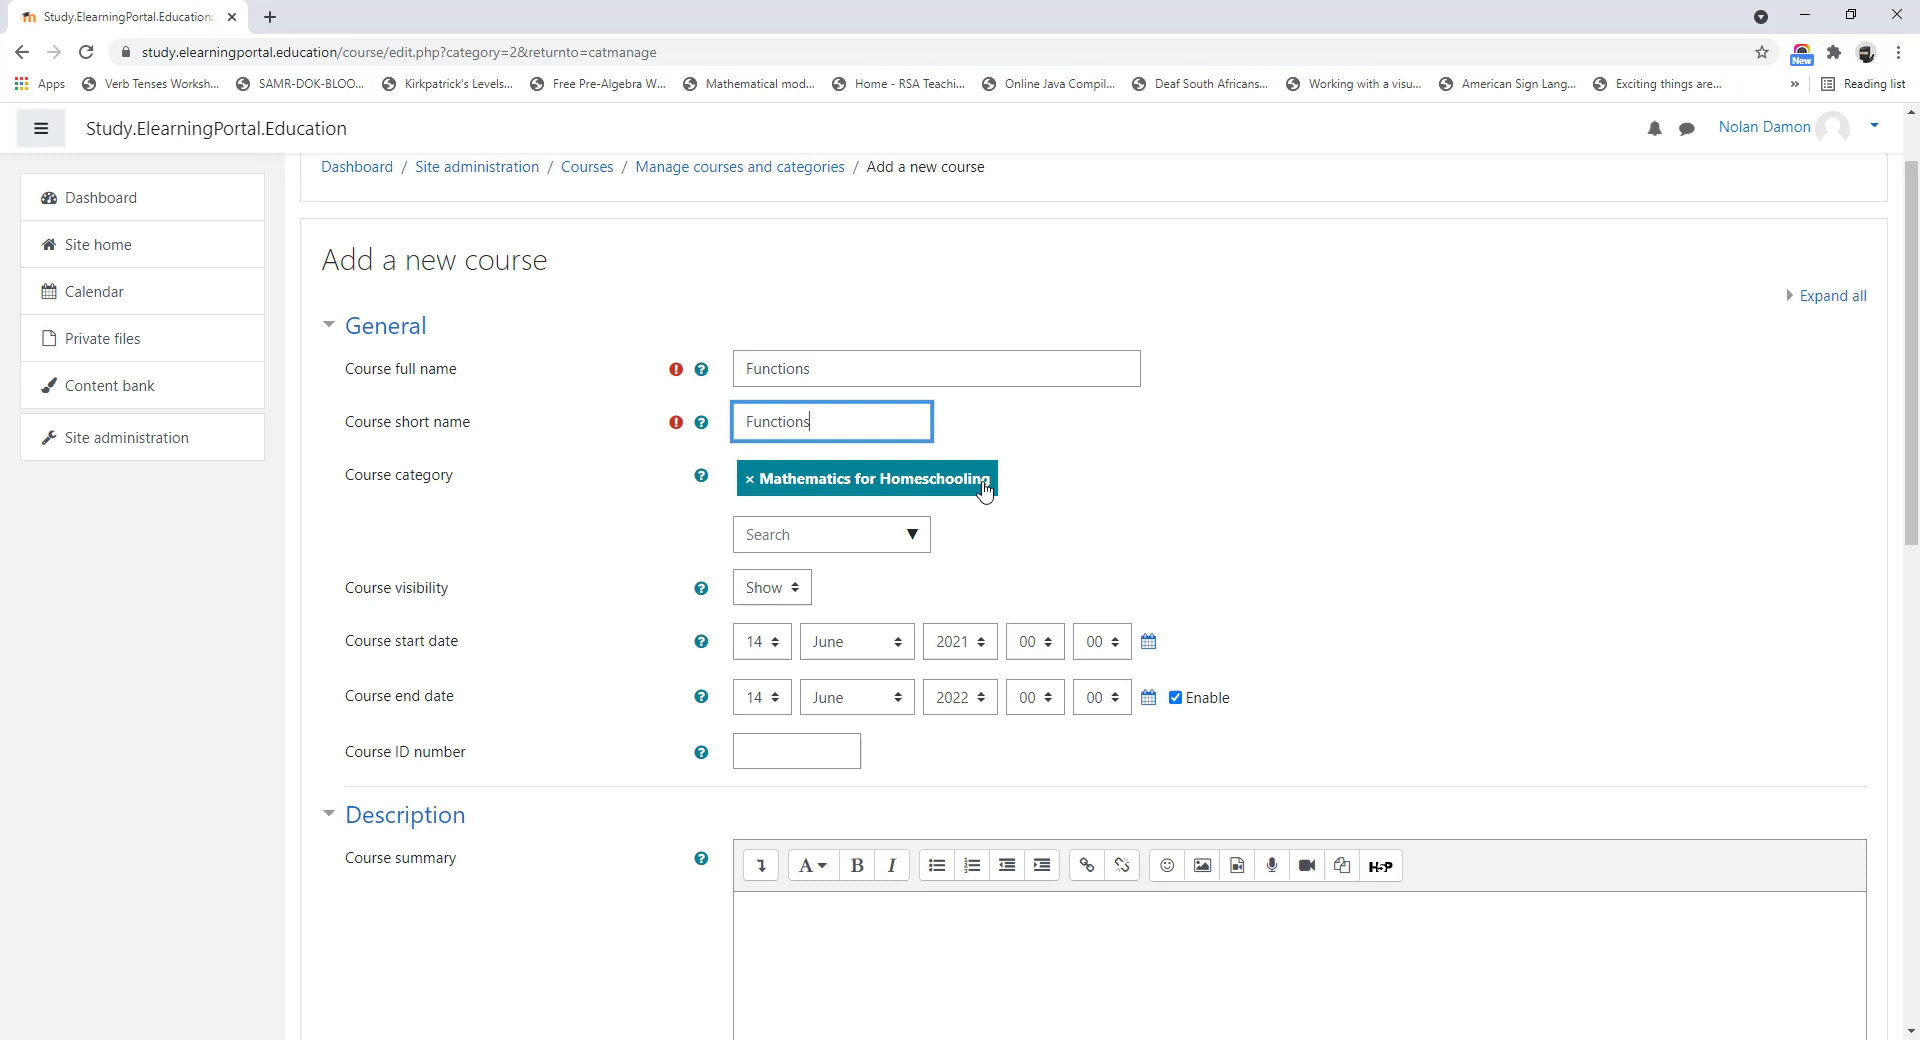 Study.ElearningPortal.Education:
study.elearningportal.education/course/edit.php?category=2&returnto=catmanage
New
Apps Verb Tenses Worksh... SAMR-DOK-BLOO... Kirkpatrick's Levels... Free Pre-Algebra W... Mathematical mod... Home - RSA Teachi... Online Java Compil... Deaf South Africans... Working with a visu... American Sign Lang... Exciting things are... » Reading list
Study.ElearningPortal.Education
Nolan Damon
Dashboard / Site administration / Courses / Manage courses and categories / Add a new course
Dashboard
Site home
Calendar
Private files
Content bank
Site administration
Add a new course
Expand all
General
Course full name Functions
Course short name Functions
Course category × Mathematics for Homeschooling
Search
Course visibility Show
Course start date 14 June 2021 00 00
Course end date 14 June 2022 00 00 Enable
Course ID number
Description
Course summary
A B I H-P